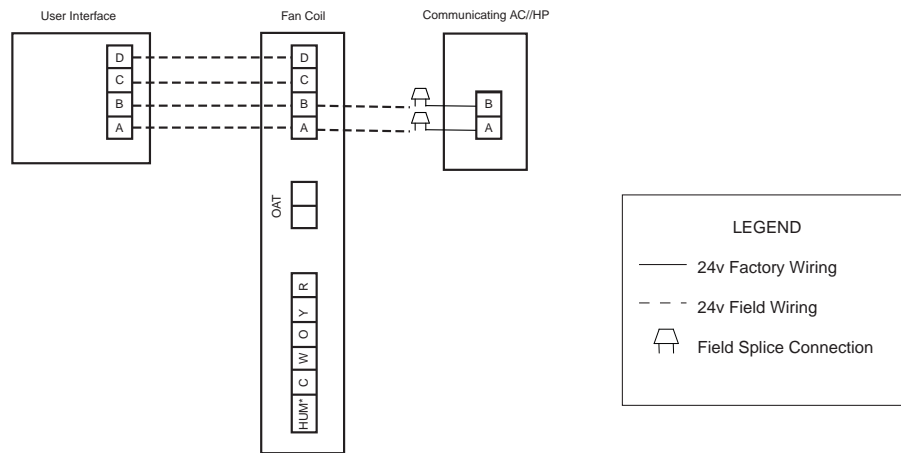 User Interface
Fan Coil
Communicating AC//HP
D
C
B
A
D
C
B
A
B
A
OAT
R
Y
O
W
C
HUM*
LEGEND
24v Factory Wiring
24v Field Wiring
Field Splice Connection